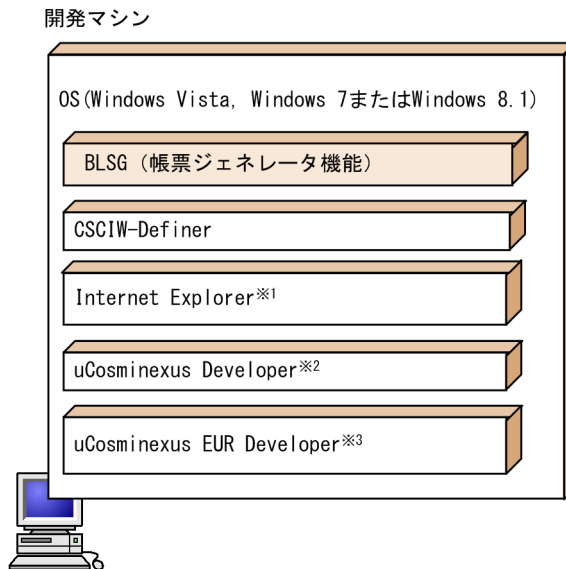 開発マシン
OS(Windows Vista, Windows 7またはWindows 8.1)
BLSG（帳票ジェネレータ機能）
CSCIW-Definer
Internet Explorer※1
uCosminexus Developer※2
uCosminexus EUR Developer※3